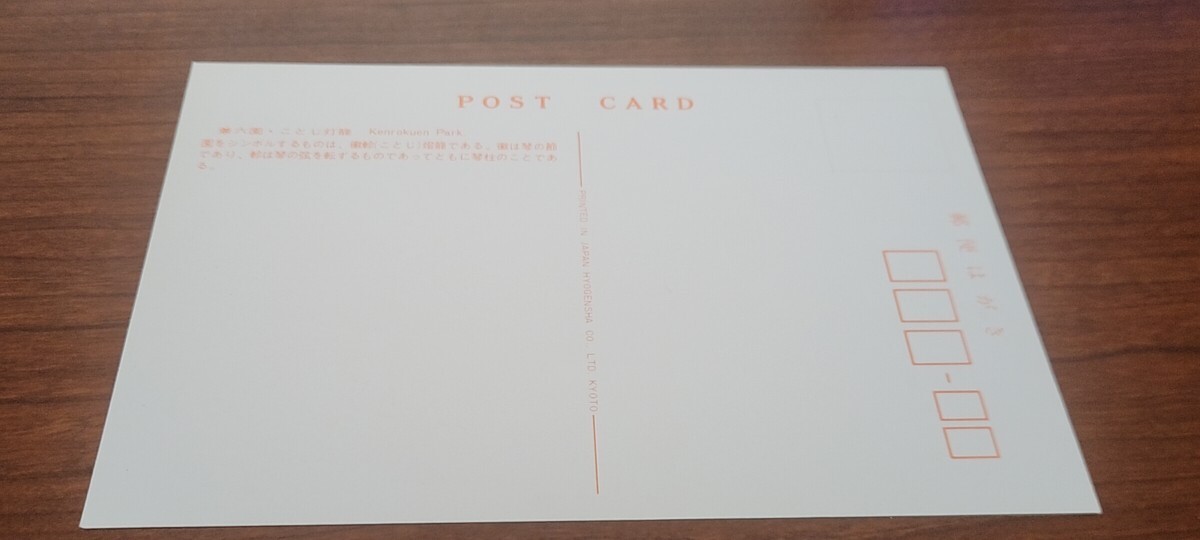 POST CARD
兼六園・ことじ灯籠 Kenrokuen Park
園をシンボルするものは、徽軫(ことじ)燈籠である。徽は琴の節
であり、軫は琴の弦を転するものであってともに琴柱のことであ
る。
PRINTED IN JAPAN HYOGENSHA CO. LTD. KYOTO
郵便はがき